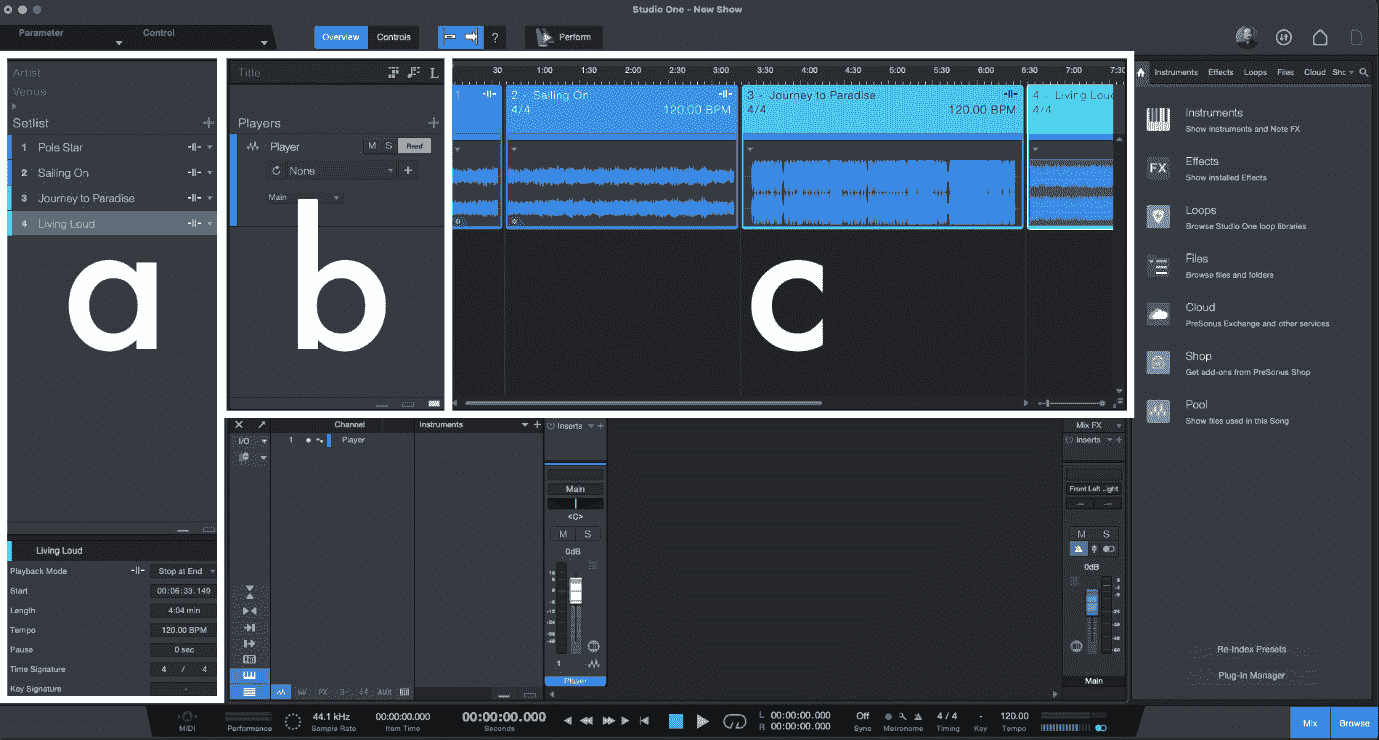 Studio One - New Show
Parameter
Control
Overview
Controls
?
Perform
Artist
Venue
Setlist
1 Pole Star
2 Sailing On
3 Journey to Paradise
4 Living Loud
a
Title
L
Players
Player M S Read
None
Main
b
30 1:00 1:30 2:00 2:30 3:00 3:30 4:00 4:30 5:00 5:30 6:00 6:30 7:00 7:30
1
2 - Sailing On
4/4 120.00 BPM
3 - Journey to Paradise
4/4 120.00 BPM
4 - Living Loud
4/4
c
Instruments Effects Loops Files Cloud Shc
Instruments
Show Instruments and Note FX
FX
Effects
Show installed Effects
Loops
Browse Studio One loop libraries
Files
Browse files and folders
Cloud
PreSonus Exchange and other services
Shop
Get add-ons from PreSonus Shop
Pool
Show files used in this Song
Re-Index Presets
Plug-In Manager
Living Loud
Playback Mode Stop at End
Start 00:06:33.149
Length 4:04 min
Tempo 120.00 BPM
Pause 0 sec
Time Signature 4 / 4
Key Signature -
Channel
Instruments
I/O
1 Player
FX
AUX
Inserts
Main
<C>
M S
0dB
1
Player
Mix FX
Inserts
Front Left ..ight
M S
0dB
Main
MIDI
Performance
44.1 kHz
Sample Rate
00:00:00.000
Item Time
00:00:00.000
Seconds
L 00:00:00.000
R 00:00:00.000
Off
Sync
Metronome
4 / 4
Timing
-
Key
120.00
Tempo
Mix
Browse